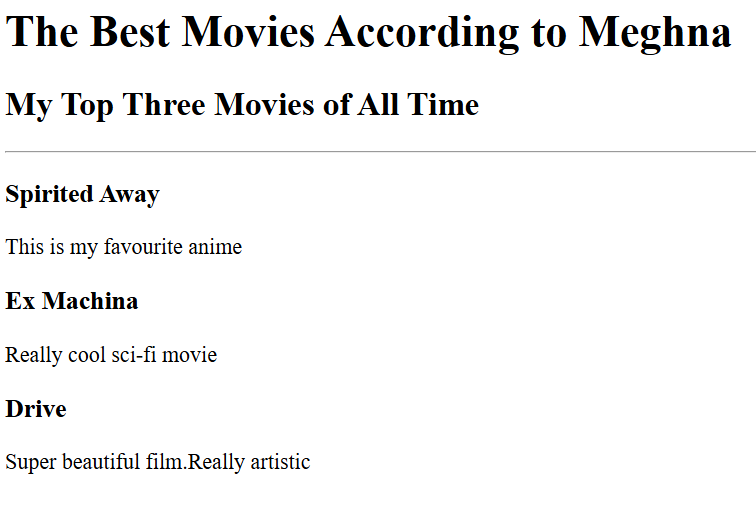 The Best Movies According to Meghna
My Top Three Movies of All Time
Spirited Away
This is my favourite anime
Ex Machina
Really cool sci-fi movie
Drive
Super beautiful film.Really artistic